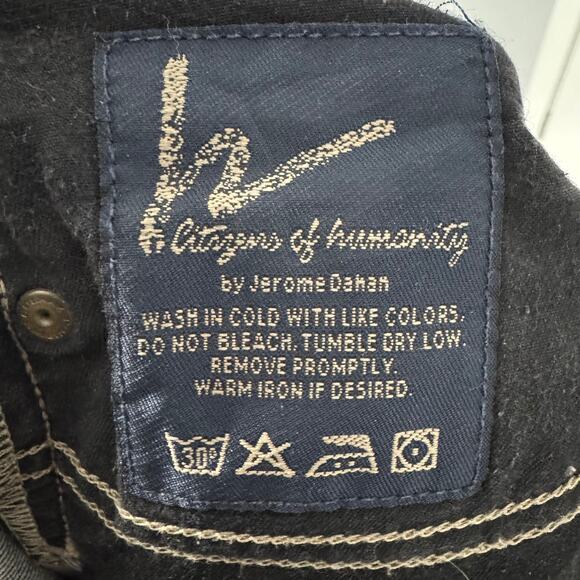 h
Citizens of humanity
by Jerome Dahan
WASH IN COLD WITH LIKE COLORS.
DO NOT BLEACH. TUMBLE DRY LOW.
REMOVE PROMPTLY.
WARM IRON IF DESIRED.
30°